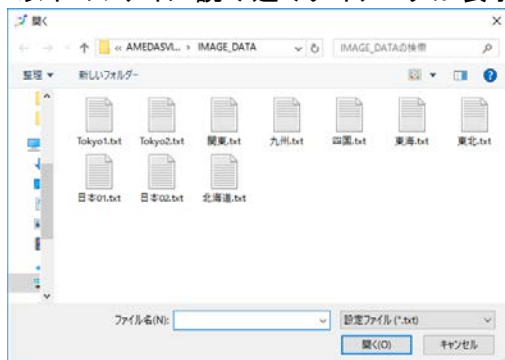 開く
« AMEDASVI... › IMAGE_DATA
IMAGE_DATAの検索
整理 ▼ 新しいフォルダー
Tokyo1.txt Tokyo2.txt 関東.txt 九州.txt 四国.txt 東海.txt 東北.txt
日本01.txt 日本02.txt 北海道.txt
ファイル名(N): 設定ファイル (*.txt)
開く(O) キャンセル